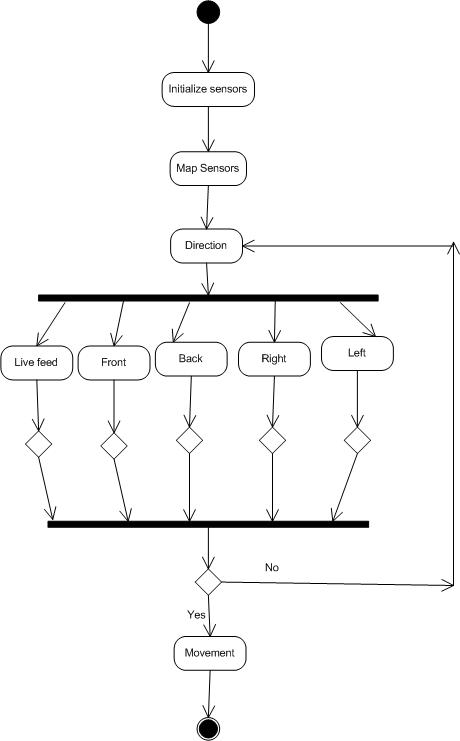 Initialize sensors
Map Sensors
Direction
Live feed
Front
Back
Right
Left
No
Yes
Movement